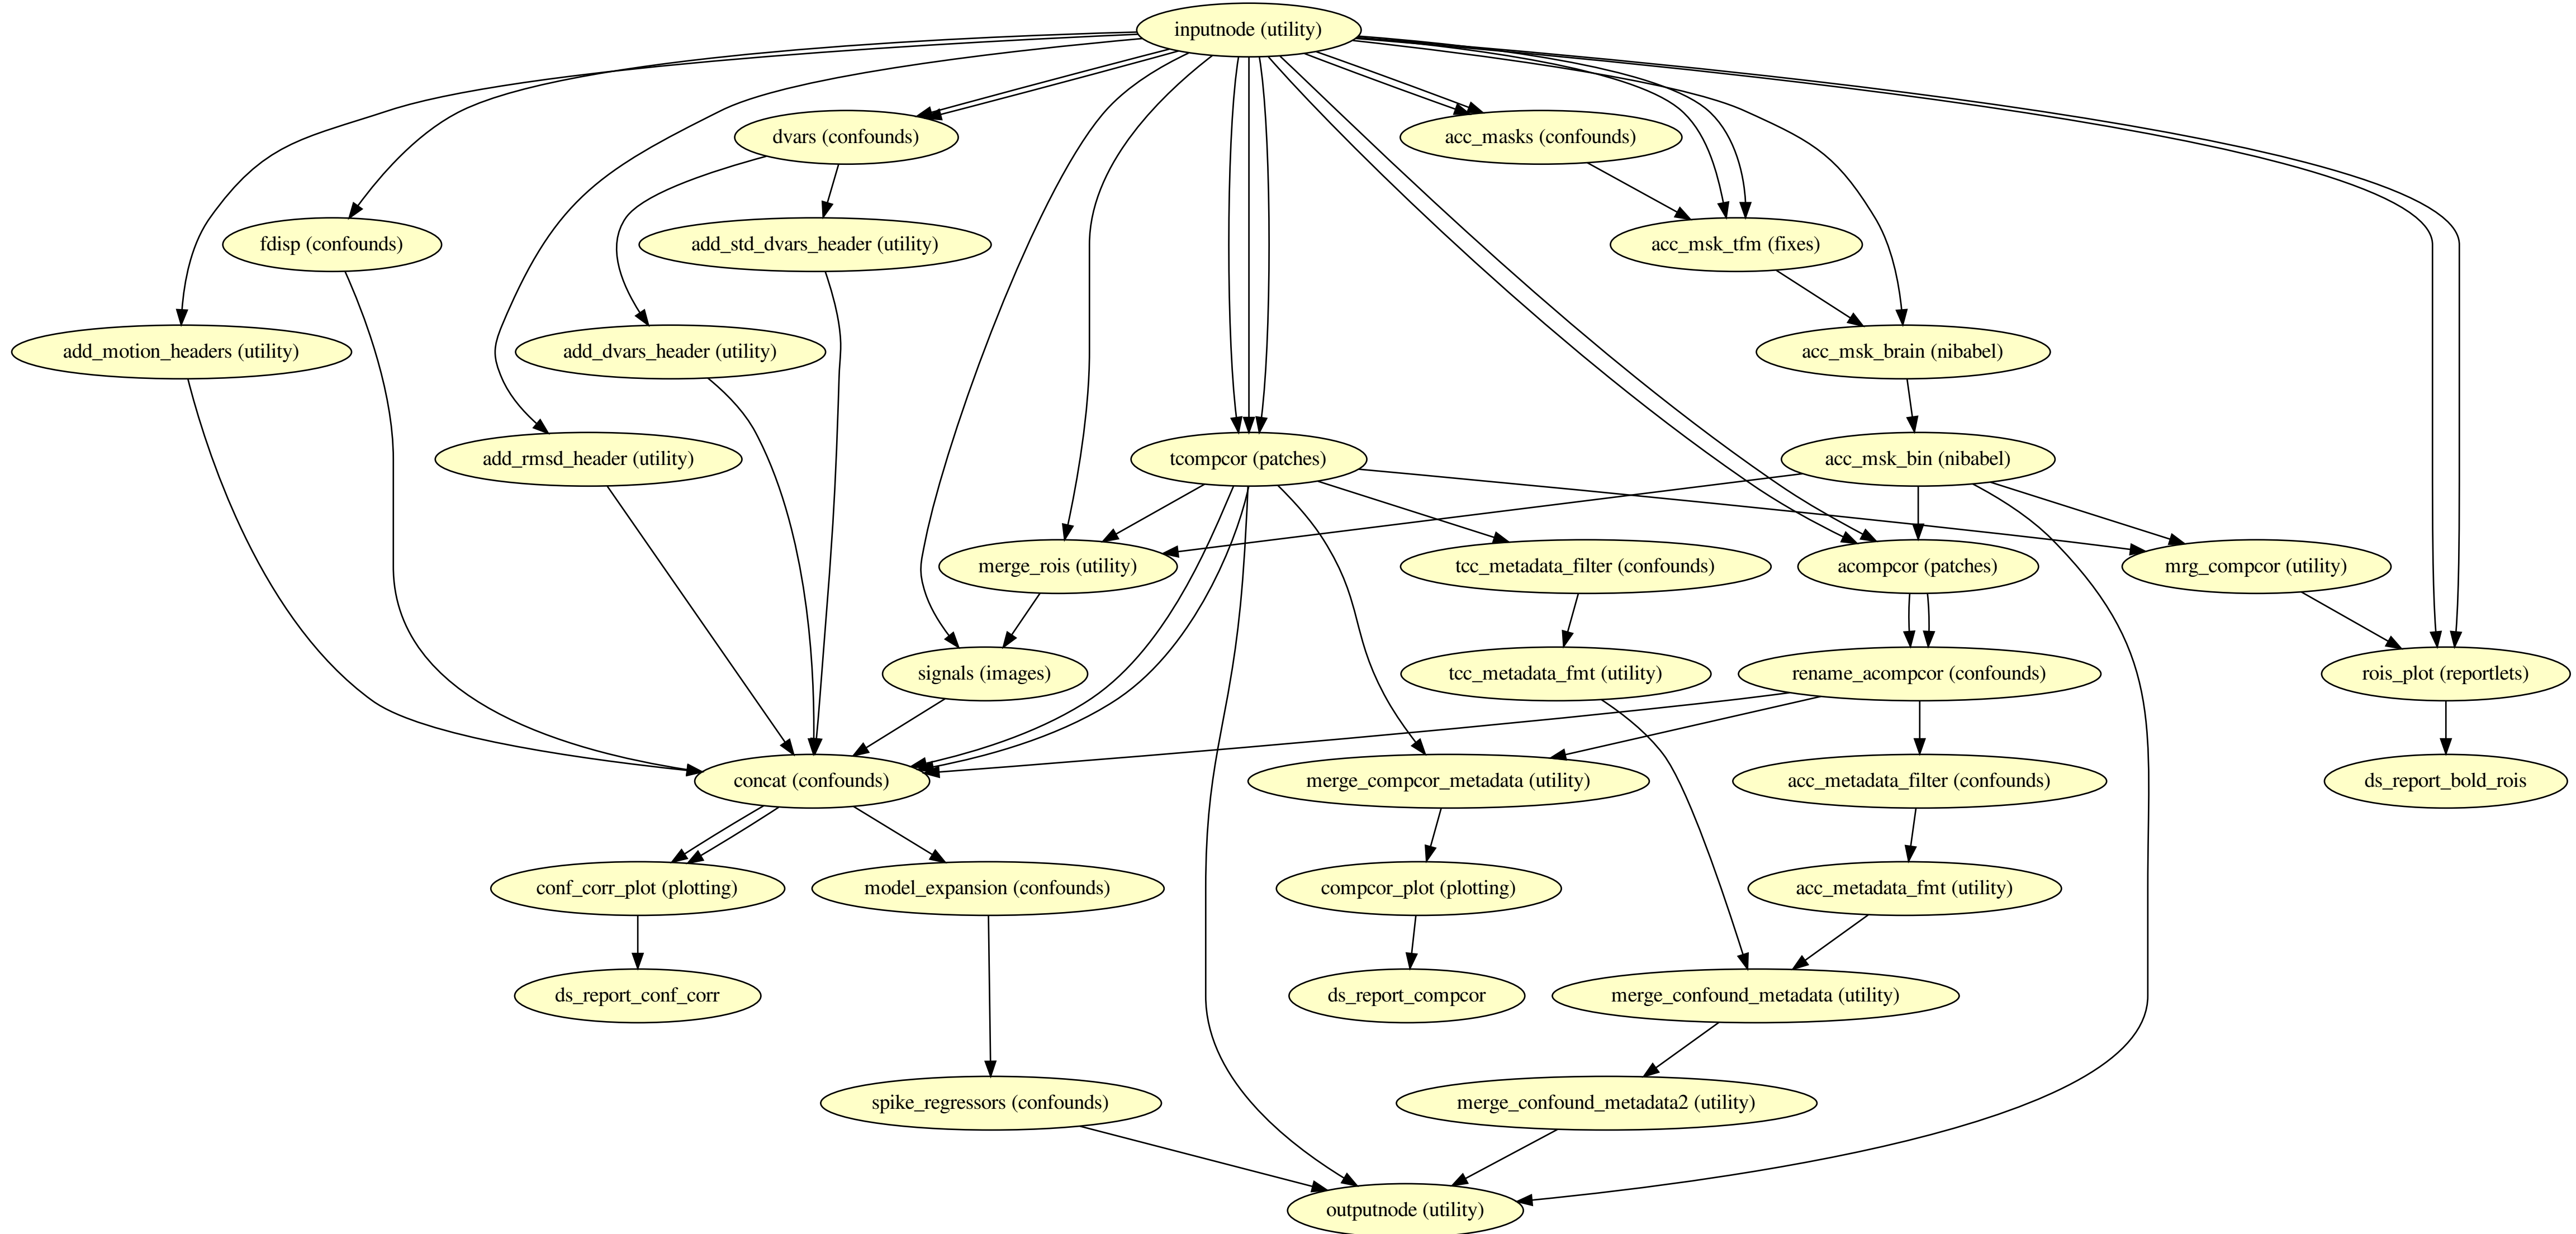 inputnode (utility)
dvars (confounds)
acc_masks (confounds)
fdisp (confounds)
add_std_dvars_header (utility)
acc_msk_tfm (fixes)
add_motion_headers (utility)
add_dvars_header (utility)
acc_msk_brain (nibabel)
add_rmsd_header (utility)
tcompcor (patches)
acc_msk_bin (nibabel)
merge_rois (utility)
tcc_metadata_filter (confounds)
acompcor (patches)
mrg_compcor (utility)
signals (images)
tcc_metadata_fmt (utility)
rename_acompcor (confounds)
rois_plot (reportlets)
concat (confounds)
merge_compcor_metadata (utility)
acc_metadata_filter (confounds)
ds_report_bold_rois
conf_corr_plot (plotting)
model_expansion (confounds)
compcor_plot (plotting)
acc_metadata_fmt (utility)
ds_report_conf_corr
ds_report_compcor
merge_confound_metadata (utility)
spike_regressors (confounds)
merge_confound_metadata2 (utility)
outputnode (utility)